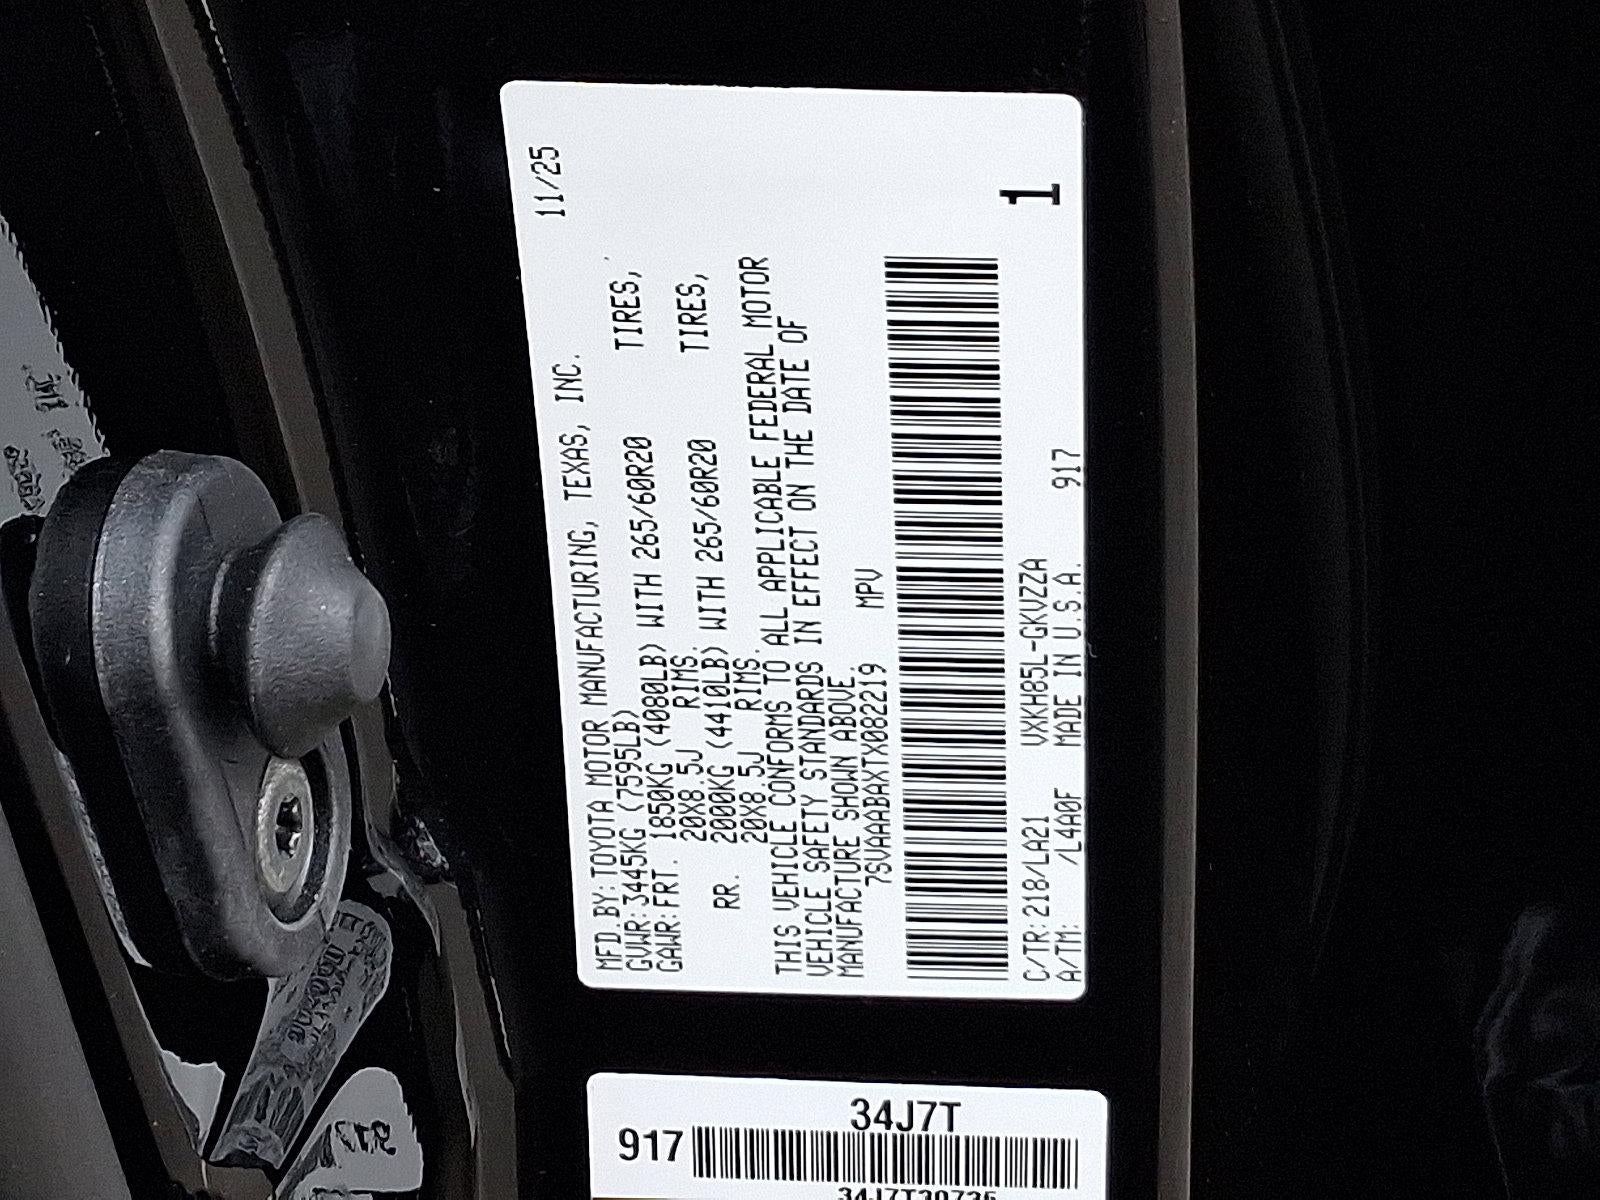 11/25
MFD.BY:TOYOTA MOTOR MANUFACTURING, TEXAS, INC.
GVWR:3445KG (7595LB)
GAWR:FRT. 1850KG (4080LB) WITH 265/60R20 TIRES,
20X8.5J RIMS.
RR. 2000KG (4410LB) WITH 265/60R20 TIRES,
20X8.5J RIMS.
THIS VEHICLE CONFORMS TO ALL APPLICABLE FEDERAL MOTOR
VEHICLE SAFETY STANDARDS IN EFFECT ON THE DATE OF
MANUFACTURE SHOWN ABOVE.
7SVAAABAXTX082219 MPV
1
C/TR:218/LA21 VXKH85L-GKVZZA
A/TM: /L4A0F MADE IN U.S.A. 917
34J7T
917
34J7T30735